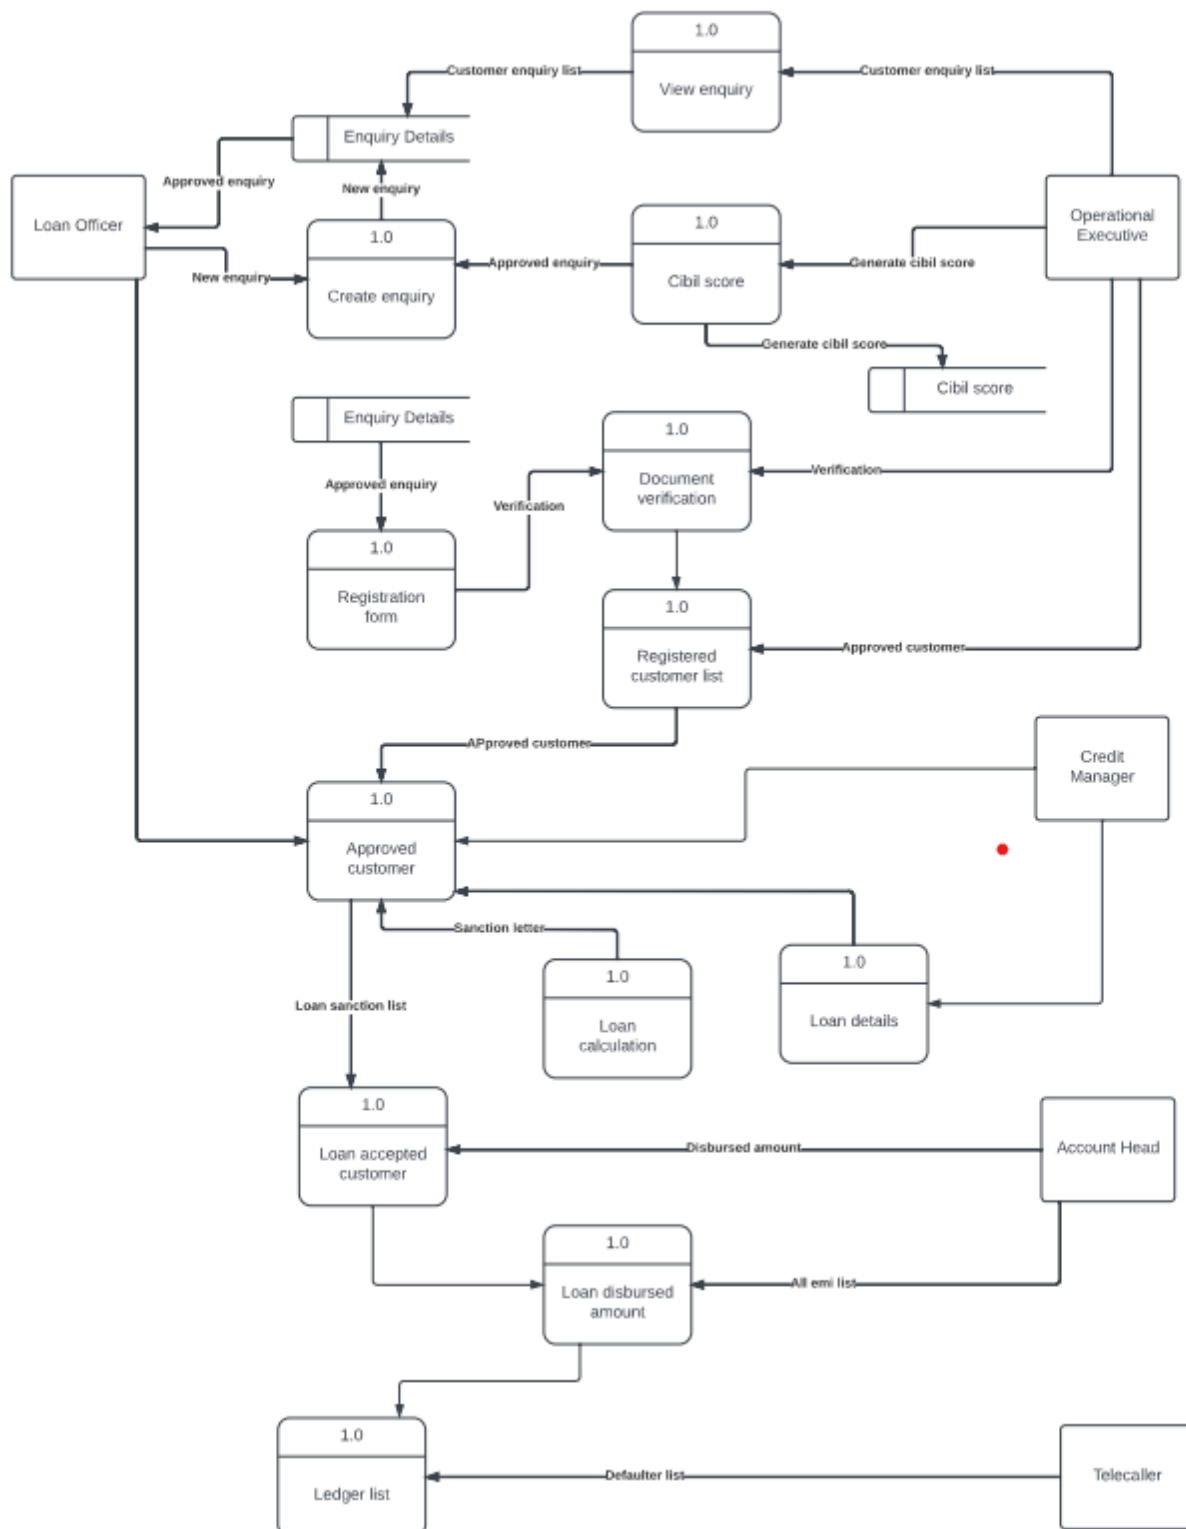 1.0
View enquiry
Customer enquiry list
Customer enquiry list
Enquiry Details
Approved enquiry
New enquiry
Loan Officer
Operational
Executive
1.0
Create enquiry
New enquiry
1.0
Cibil score
Approved enquiry
Generate cibil score
Generate cibil score
Cibil score
Enquiry Details
Approved enquiry
1.0
Registration
form
Verification
1.0
Document
verification
Verification
1.0
Registered
customer list
Approved customer
APproved customer
Credit
Manager
1.0
Approved
customer
Sanction letter
Loan sanction list
1.0
Loan
calculation
1.0
Loan details
1.0
Loan accepted
customer
Disbursed amount
Account Head
1.0
Loan disbursed
amount
All emi list
1.0
Ledger list
Defaulter list
Telecaller